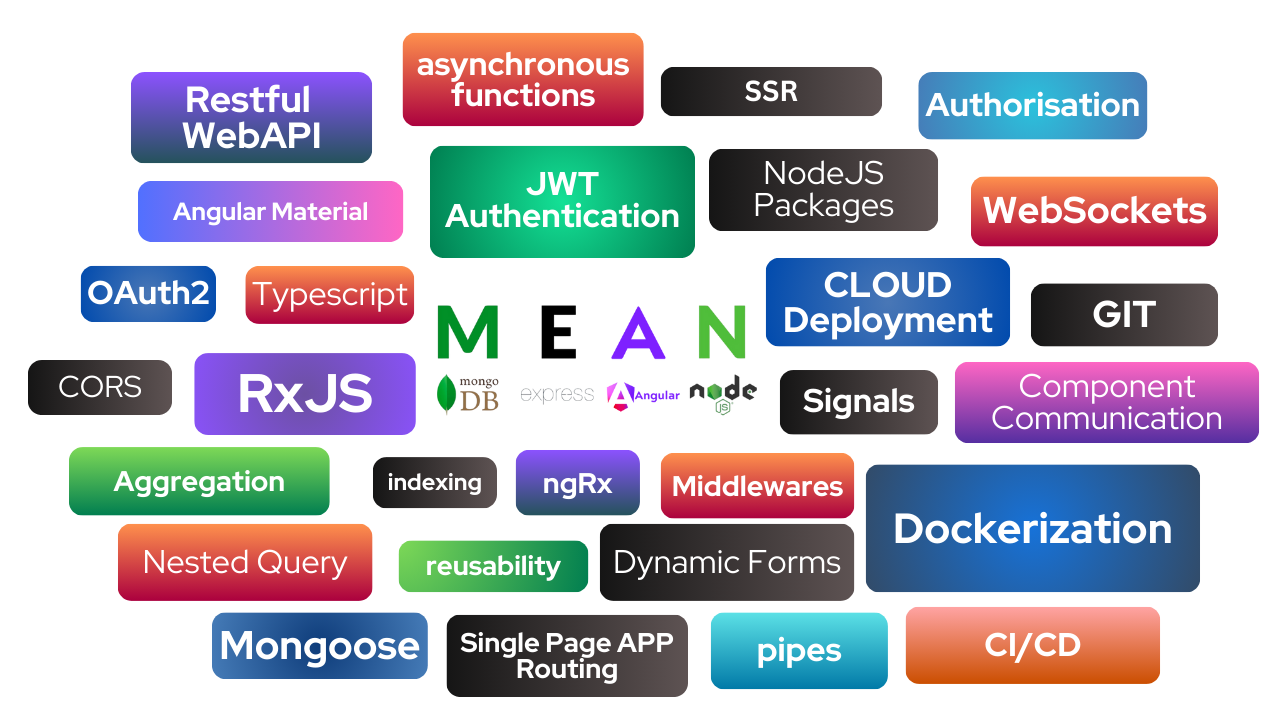 asynchronous
functions
Restful
WebAPI
SSR
Authorisation
JWT
Authentication
NodeJS
Packages
Angular Material
WebSockets
OAuth2
Typescript
CLOUD
Deployment
GIT
M E A N
CORS
RxJS
mongo
DB
express
Angular
node
JS
Signals
Component
Communication
Aggregation
indexing
ngRx
Middlewares
Dockerization
Nested Query
reusability
Dynamic Forms
Mongoose
Single Page APP
Routing
pipes
CI/CD